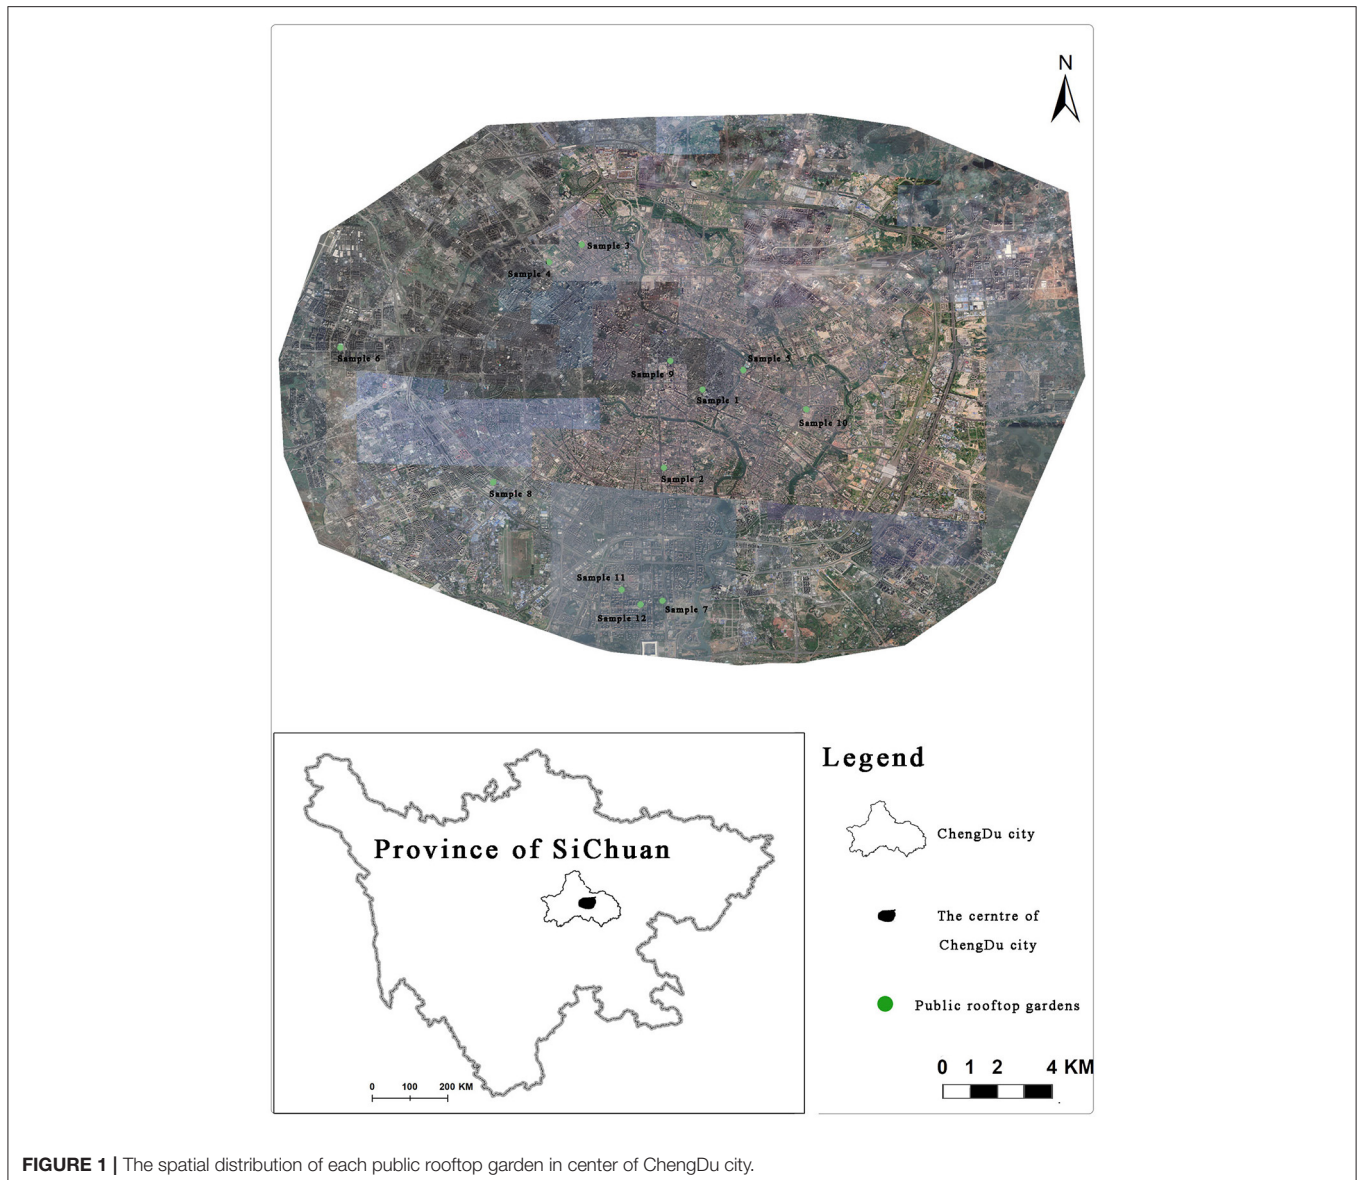 N
Sample 3
Sample 4
Sample 6
Sample 5
Sample 9
Sample 1
Sample 10
Sample 2
Sample 8
Sample 11
Sample 7
Sample 12
Province of SiChuan
0 100 200 KM
Legend
ChengDu city
The cerntre of
ChengDu city
Public rooftop gardens
0 1 2 4 KM
FIGURE 1 | The spatial distribution of each public rooftop garden in center of ChengDu city.